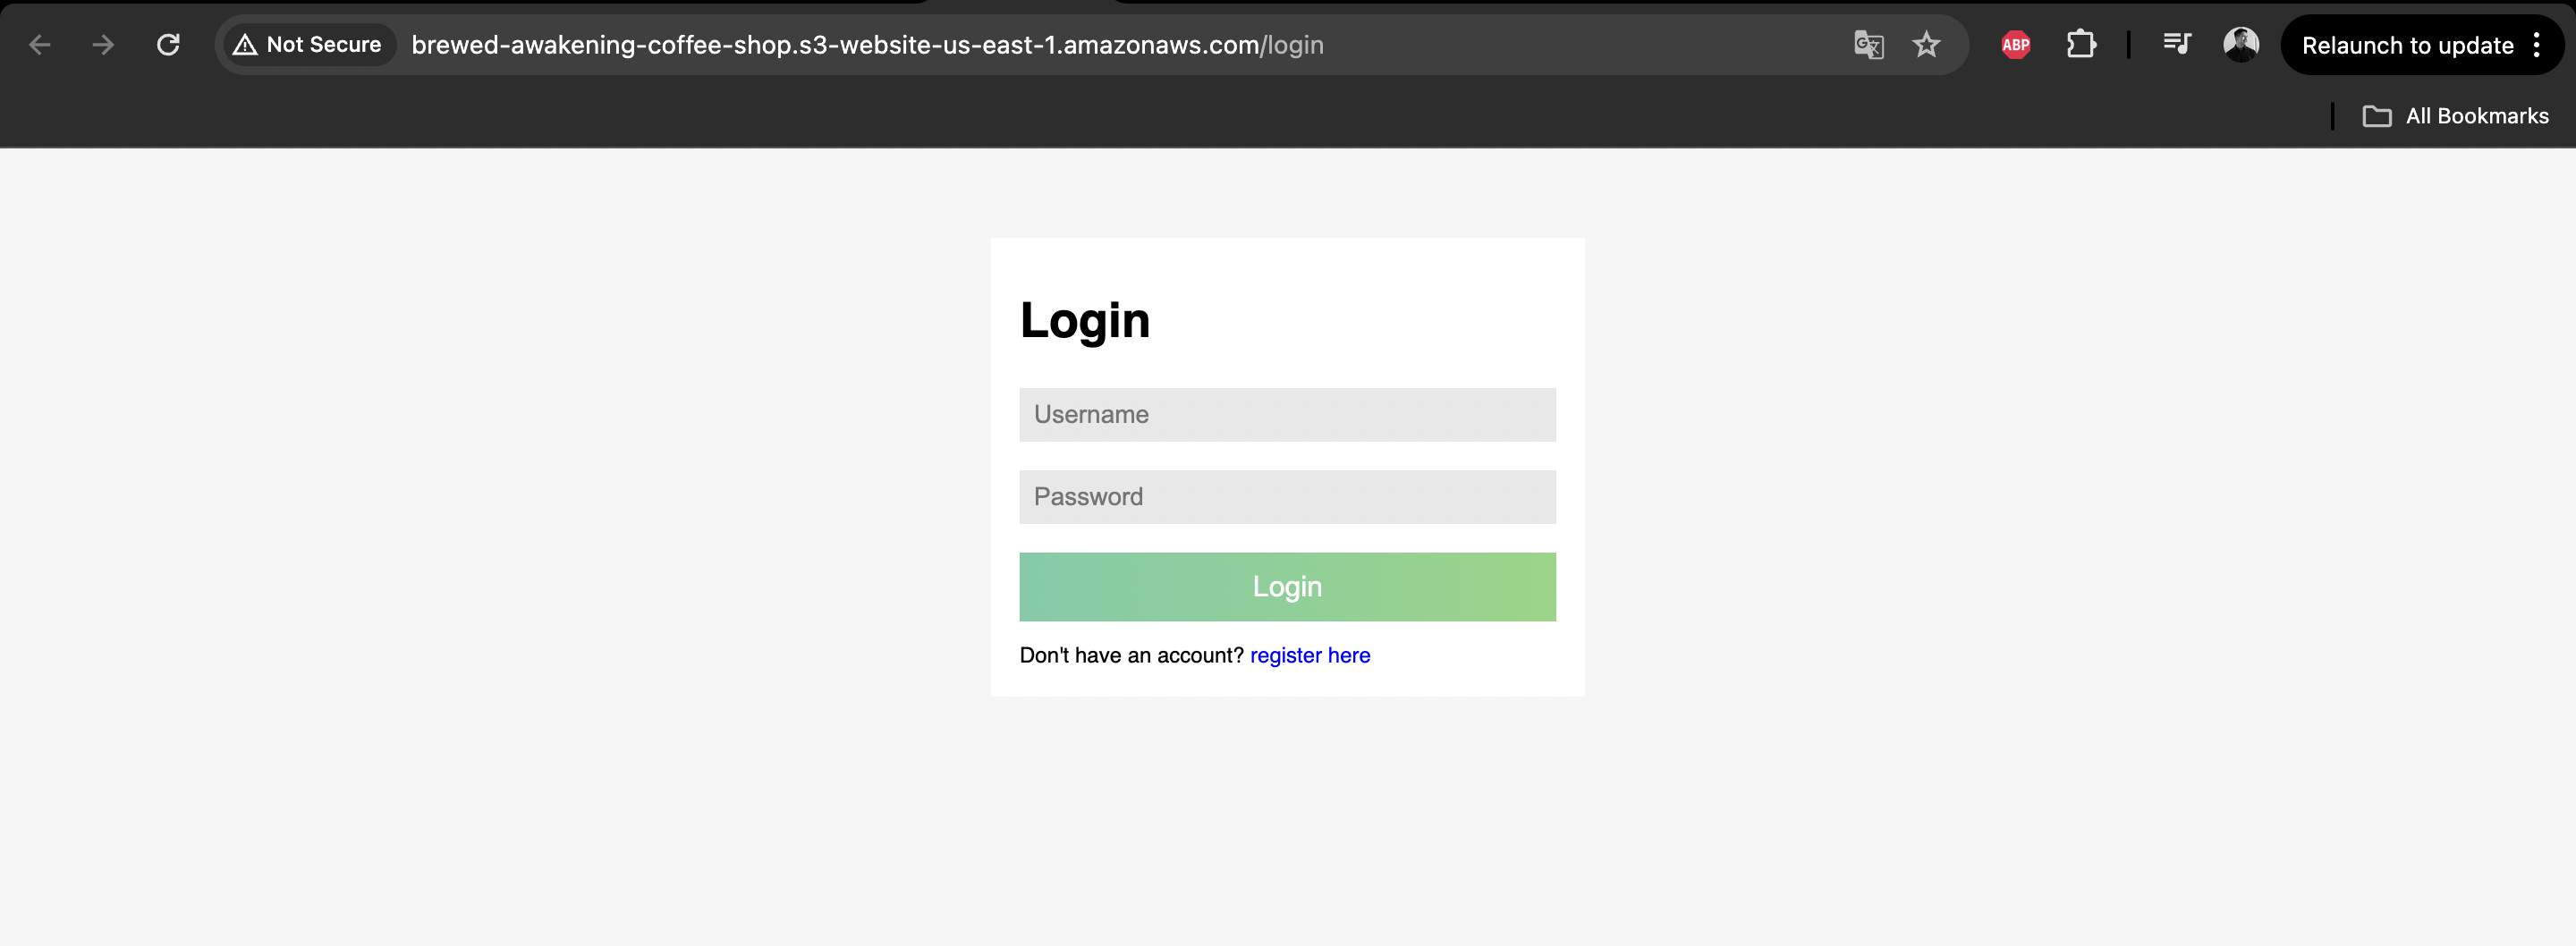 Not Secure brewed-awakening-coffee-shop.s3-website-us-east-1.amazonaws.com/login ABP Relaunch to update
All Bookmarks
Login
Username
Password
Login
Don't have an account? register here